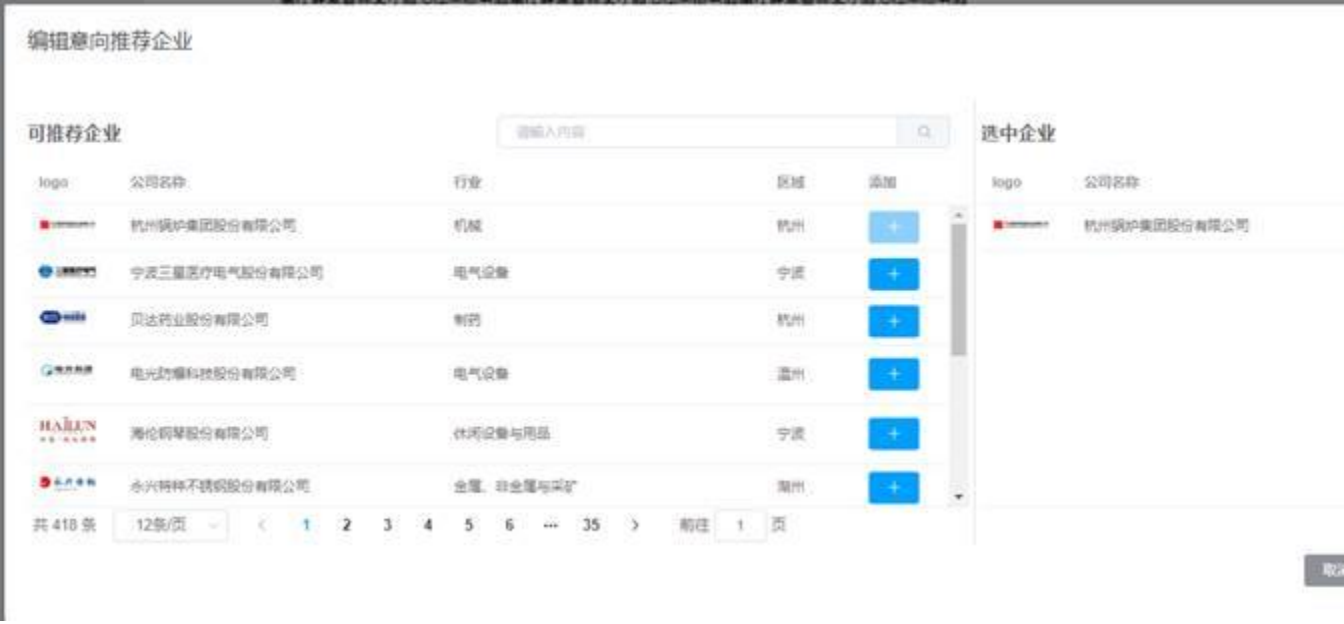 编辑意向推荐企业
可推荐企业
请输入内容
选中企业
logo 公司名称 行业 区域 添加
logo 公司名称
杭州锅炉集团股份有限公司 机械 杭州 +
杭州锅炉集团股份有限公司
宁波三星医疗电气股份有限公司 电气设备 宁波 +
贝达药业股份有限公司 制药 杭州 +
电光防爆科技股份有限公司 电气设备 温州 +
HAILUN
海伦钢琴股份有限公司 休闲设备与用品 宁波 +
永兴特种不锈钢股份有限公司 金属、非金属与采矿 湖州 +
共 418 条 12条/页 < 1 2 3 4 5 6 ... 35 > 前往 1 页